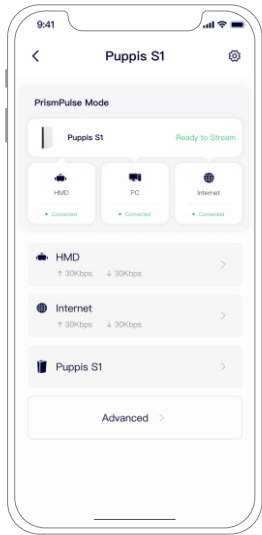 9:41
Puppis S1
PrismPulse Mode
Puppis S1 Ready to Stream
HMD PC Internet
Connected Connected Connected
HMD
↑ 30Kbps ↓ 30Kbps
Internet
↑ 30Kbps ↓ 30Kbps
Puppis S1
Advanced